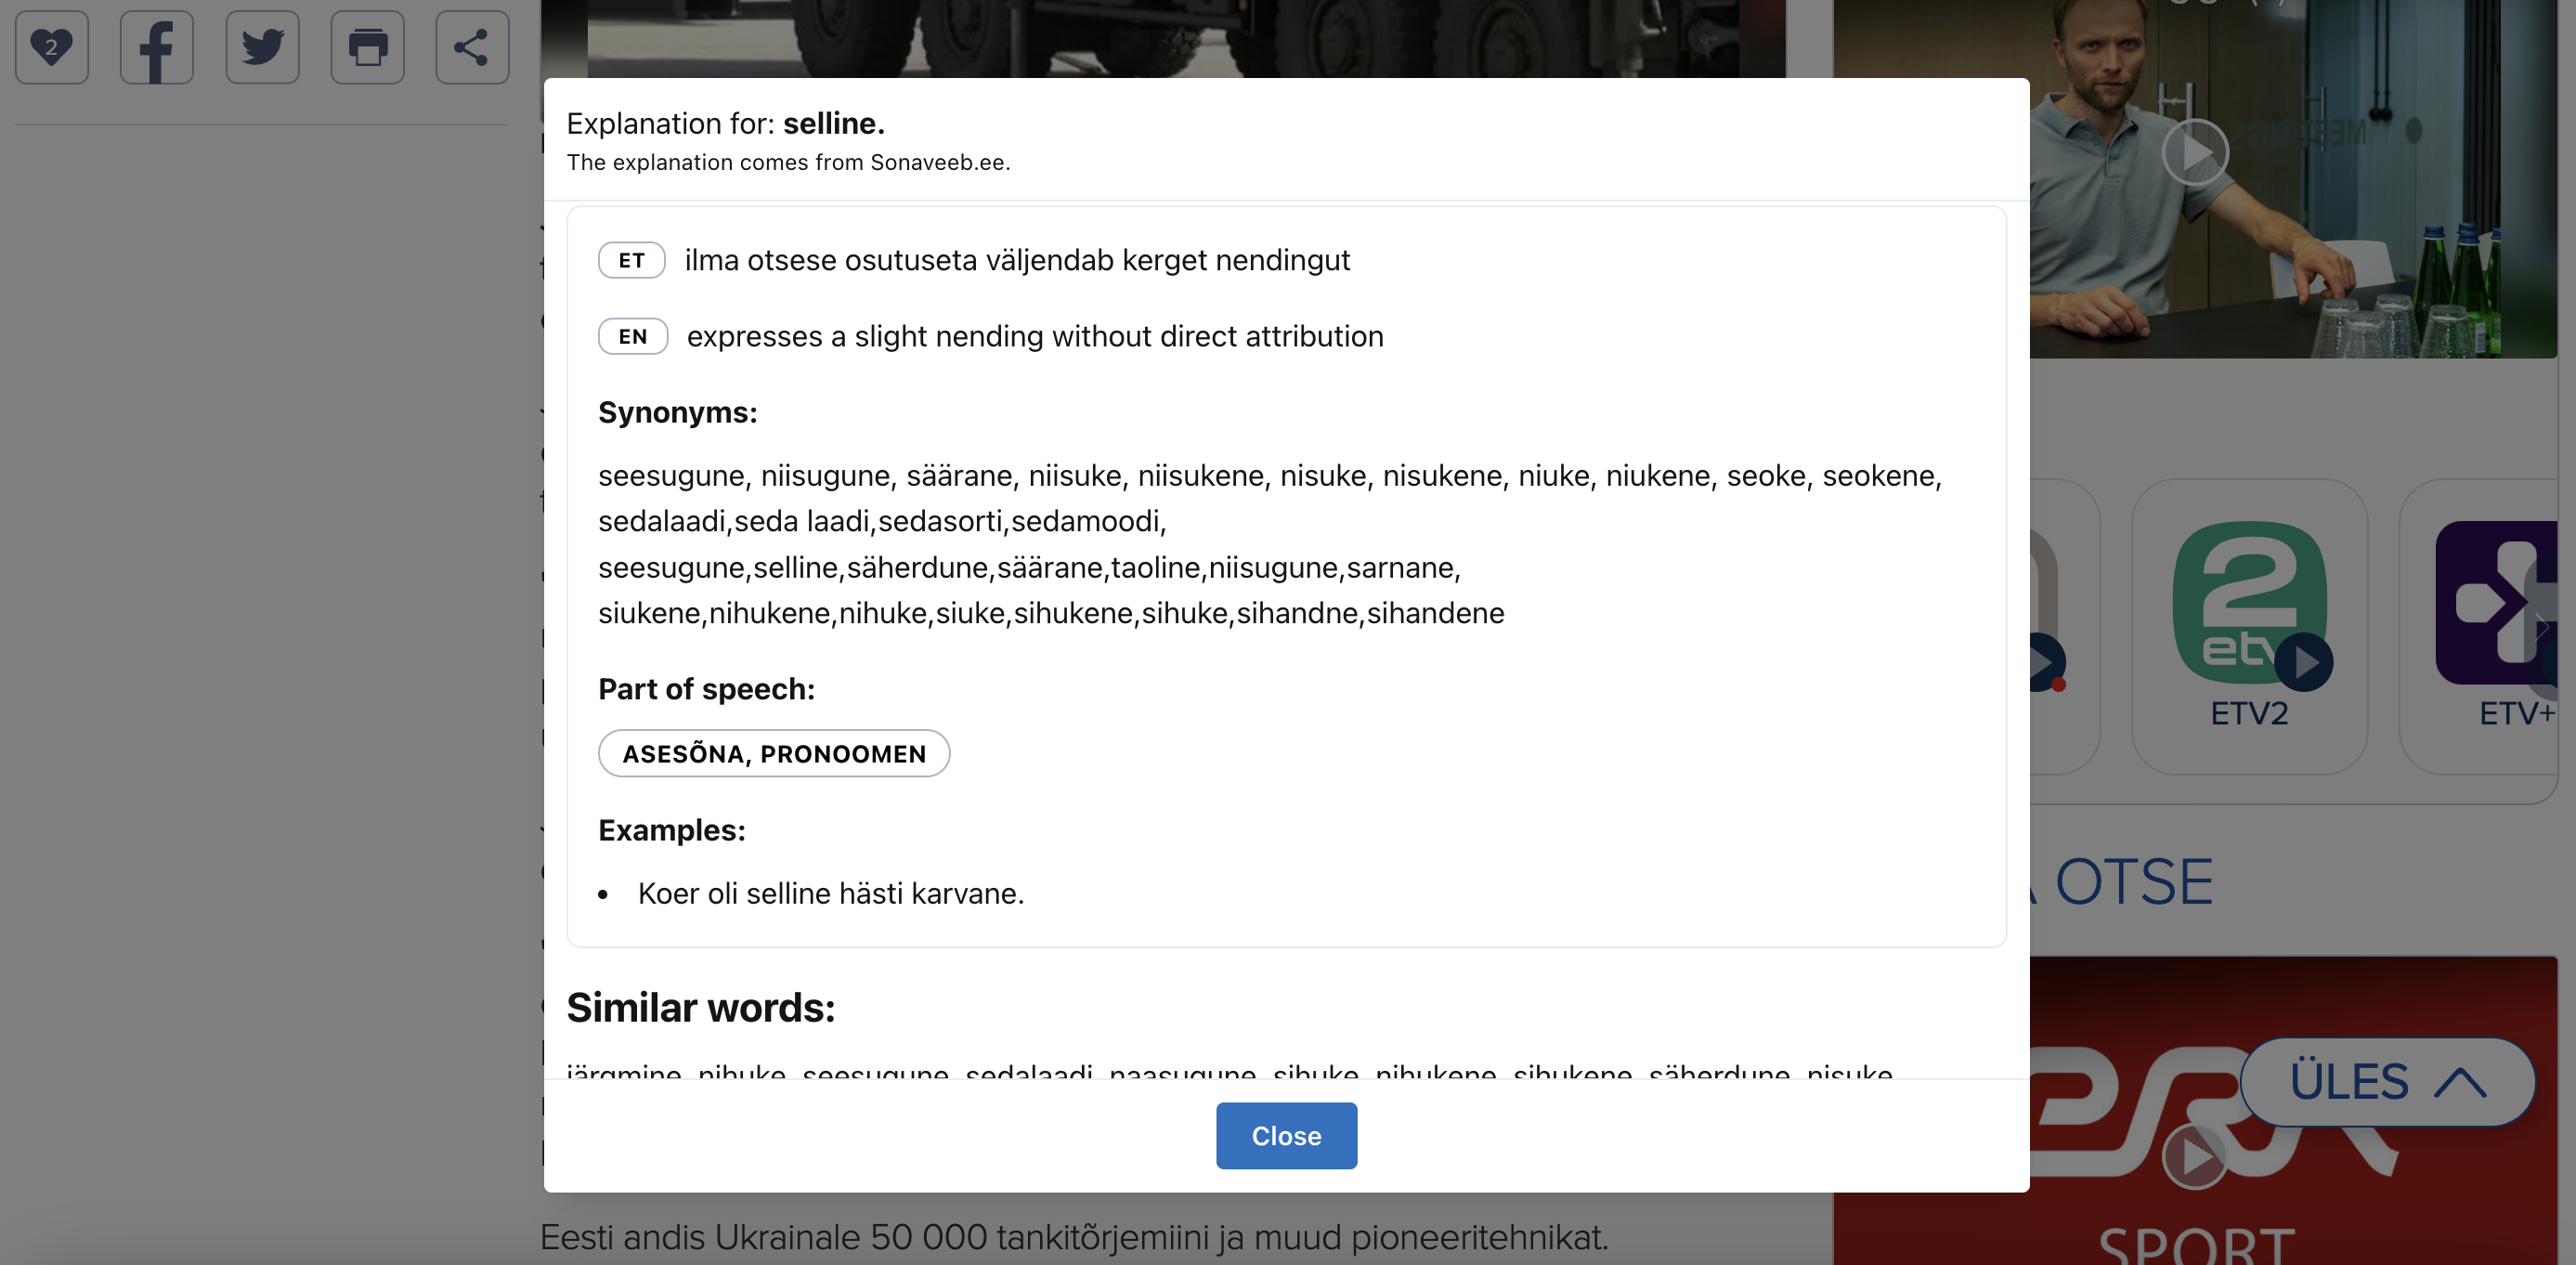 2
Explanation for: selline.
The explanation comes from Sonaveeb.ee.
ET ilma otsese osutuseta väljendab kerget nendingut
EN expresses a slight nending without direct attribution
Synonyms:
seesugune, niisugune, säärane, niisuke, niisukene, nisuke, nisukene, niuke, niukene, seoke, seokene,
sedalaadi,seda laadi,sedasorti,sedamoodi,
seesugune,selline,säherdune,säärane,taoline,niisugune,sarnane,
siukene,nihukene,nihuke,siuke,sihukene,sihuke,sihandne,sihandene
Part of speech:
ASESÕNA, PRONOOMEN
Examples:
• Koer oli selline hästi karvane.
Similar words:
järgmine, nihuke, seesugune, sedalaadi, naasugune, sihuke, nihukene, sihukene, säherdune, nisuke,
Close
Eesti andis Ukrainale 50 000 tankitõrjemiini ja muud pioneeritehnikat.
2
etv
ETV2
ETV+
OTSE
ÜLES
SPORT